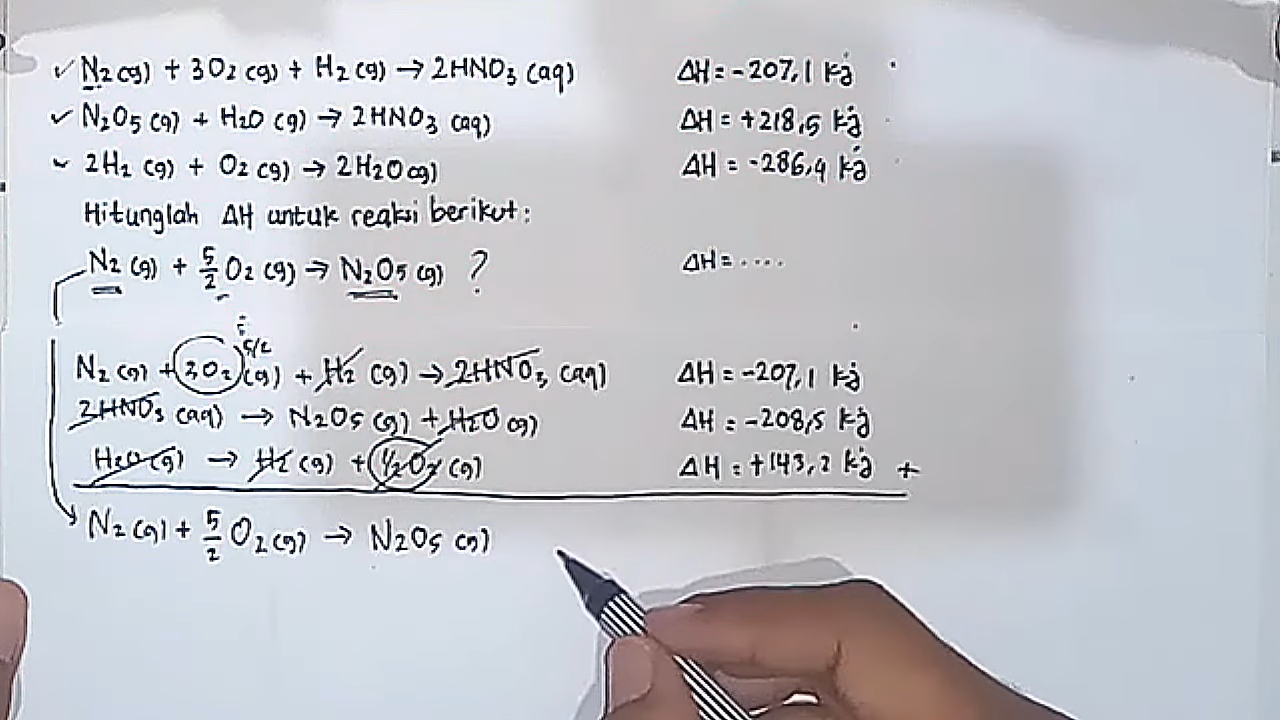 ✓ N2(g) + 3O2(g) + H2(g) → 2HNO3(aq) ΔH = -207,1 kJ
✓ N2O5(g) + H2O(g) → 2HNO3(aq) ΔH = +218,5 kJ
✓ 2H2(g) + O2(g) → 2H2O(g) ΔH = -286,4 kJ
Hitunglah ΔH untuk reaksi berikut:
N2(g) + 5/2 O2(g) → N2O5(g) ? ΔH = ....
5/2
N2(g) + 3O2(g) + H2(g) → 2HNO3(aq) ΔH = -207,1 kJ
2HNO3(aq) → N2O5(g) + H2O(g) ΔH = -208,5 kJ
H2O(g) → H2(g) + 1/2O2(g) ΔH = +143,2 kJ +
N2(g) + 5/2 O2(g) → N2O5(g)